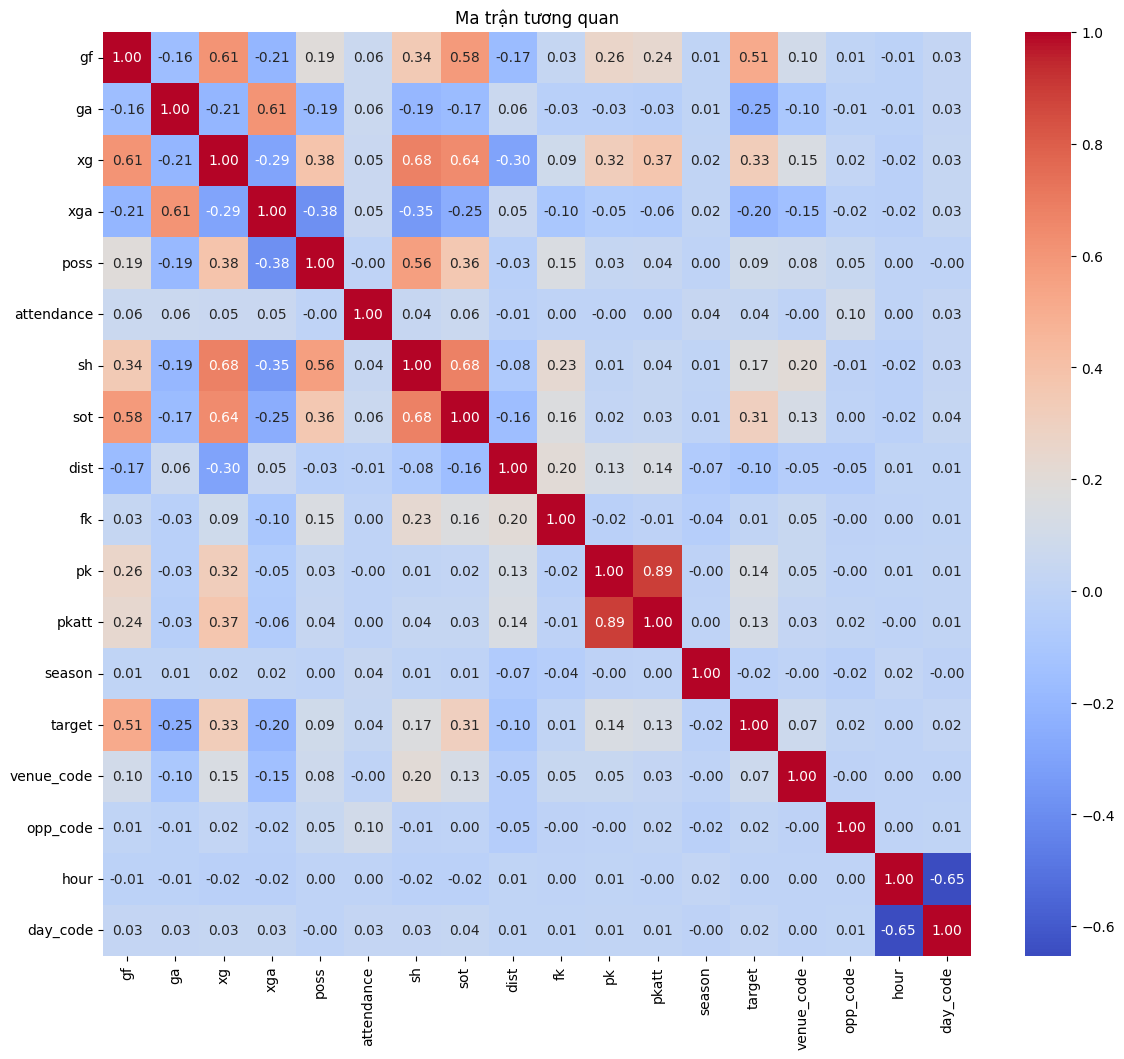 Ma trận tương quan
gf 1.00 -0.16 0.61 -0.21 0.19 0.06 0.34 0.58 -0.17 0.03 0.26 0.24 0.01 0.51 0.10 0.01 -0.01 0.03
ga -0.16 1.00 -0.21 0.61 -0.19 0.06 -0.19 -0.17 0.06 -0.03 -0.03 -0.03 0.01 -0.25 -0.10 -0.01 -0.01 0.03
xg 0.61 -0.21 1.00 -0.29 0.38 0.05 0.68 0.64 -0.30 0.09 0.32 0.37 0.02 0.33 0.15 0.02 -0.02 0.03
xga -0.21 0.61 -0.29 1.00 -0.38 0.05 -0.35 -0.25 0.05 -0.10 -0.05 -0.06 0.02 -0.20 -0.15 -0.02 -0.02 0.03
poss 0.19 -0.19 0.38 -0.38 1.00 -0.00 0.56 0.36 -0.03 0.15 0.03 0.04 0.00 0.09 0.08 0.05 0.00 -0.00
attendance 0.06 0.06 0.05 0.05 -0.00 1.00 0.04 0.06 -0.01 0.00 -0.00 0.00 0.04 0.04 -0.00 0.10 0.00 0.03
sh 0.34 -0.19 0.68 -0.35 0.56 0.04 1.00 0.68 -0.08 0.23 0.01 0.04 0.01 0.17 0.20 -0.01 -0.02 0.03
sot 0.58 -0.17 0.64 -0.25 0.36 0.06 0.68 1.00 -0.16 0.16 0.02 0.03 0.01 0.31 0.13 0.00 -0.02 0.04
dist -0.17 0.06 -0.30 0.05 -0.03 -0.01 -0.08 -0.16 1.00 0.20 0.13 0.14 -0.07 -0.10 -0.05 -0.05 0.01 0.01
fk 0.03 -0.03 0.09 -0.10 0.15 0.00 0.23 0.16 0.20 1.00 -0.02 -0.01 -0.04 0.01 0.05 -0.00 0.00 0.01
pk 0.26 -0.03 0.32 -0.05 0.03 -0.00 0.01 0.02 0.13 -0.02 1.00 0.89 -0.00 0.14 0.05 -0.00 0.01 0.01
pkatt 0.24 -0.03 0.37 -0.06 0.04 0.00 0.04 0.03 0.14 -0.01 0.89 1.00 0.00 0.13 0.03 0.02 -0.00 0.01
season 0.01 0.01 0.02 0.02 0.00 0.04 0.01 0.01 -0.07 -0.04 -0.00 0.00 1.00 -0.02 -0.00 -0.02 0.02 -0.00
target 0.51 -0.25 0.33 -0.20 0.09 0.04 0.17 0.31 -0.10 0.01 0.14 0.13 -0.02 1.00 0.07 0.02 0.00 0.02
venue_code 0.10 -0.10 0.15 -0.15 0.08 -0.00 0.20 0.13 -0.05 0.05 0.05 0.03 -0.00 0.07 1.00 -0.00 0.00 0.00
opp_code 0.01 -0.01 0.02 -0.02 0.05 0.10 -0.01 0.00 -0.05 -0.00 -0.00 0.02 -0.02 0.02 -0.00 1.00 0.00 0.01
hour -0.01 -0.01 -0.02 -0.02 0.00 0.00 -0.02 -0.02 0.01 0.00 0.01 -0.00 0.02 0.00 0.00 0.00 1.00 -0.65
day_code 0.03 0.03 0.03 0.03 -0.00 0.03 0.03 0.04 0.01 0.01 0.01 0.01 -0.00 0.02 0.00 0.01 -0.65 1.00
gf ga xg xga poss attendance sh sot dist fk pk pkatt season target venue_code opp_code hour day_code
1.0
0.8
0.6
0.4
0.2
0.0
−0.2
−0.4
−0.6